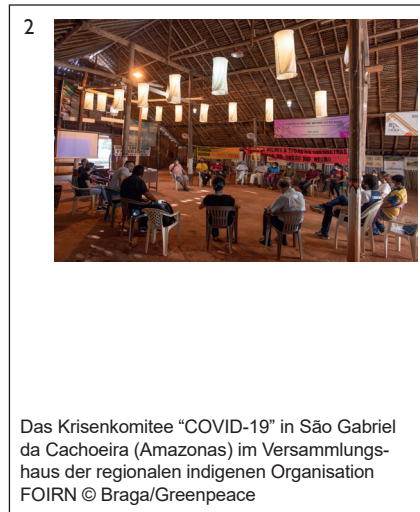 2
Das Krisenkomitee “COVID-19” in São Gabriel
da Cachoeira (Amazonas) im Versammlungs-
haus der regionalen indigenen Organisation
FOIRN © Braga/Greenpeace